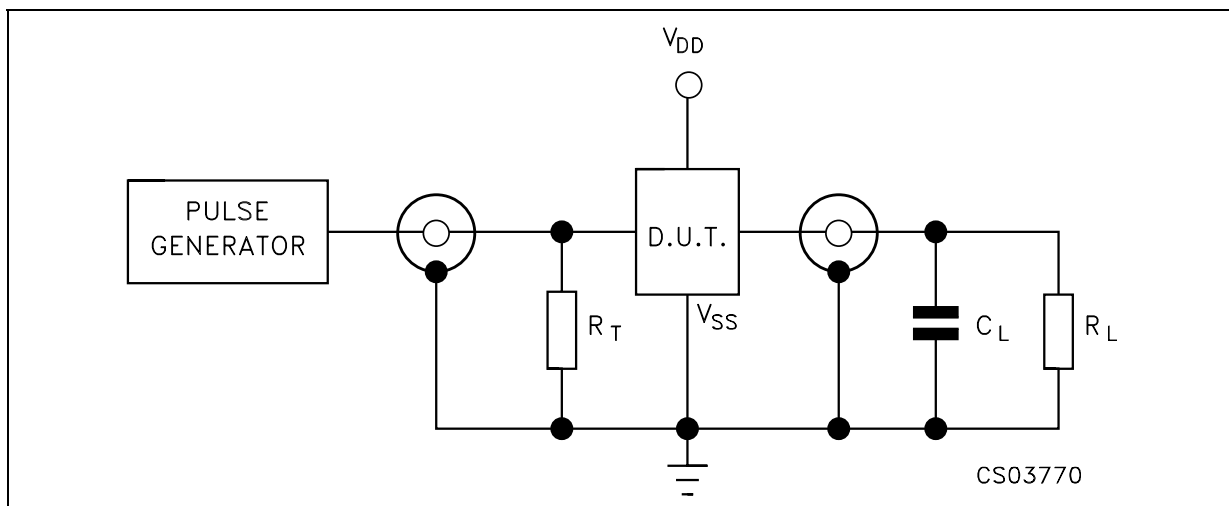 VDD
PULSE
GENERATOR
D.U.T.
VSS
RT
CL
RL
CS03770